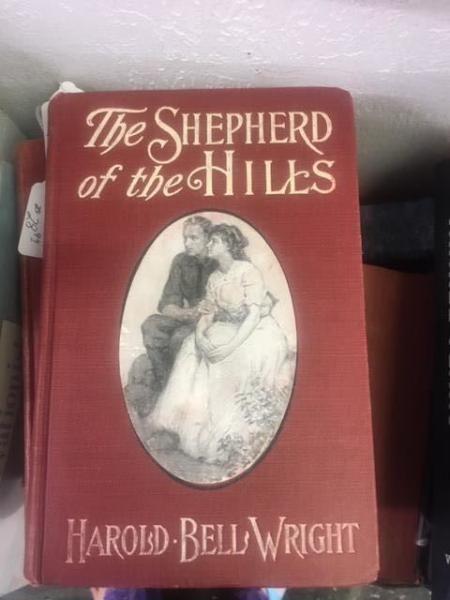 The SHEPHERD
of the HILLS
HAROLD·BELL·WRIGHT